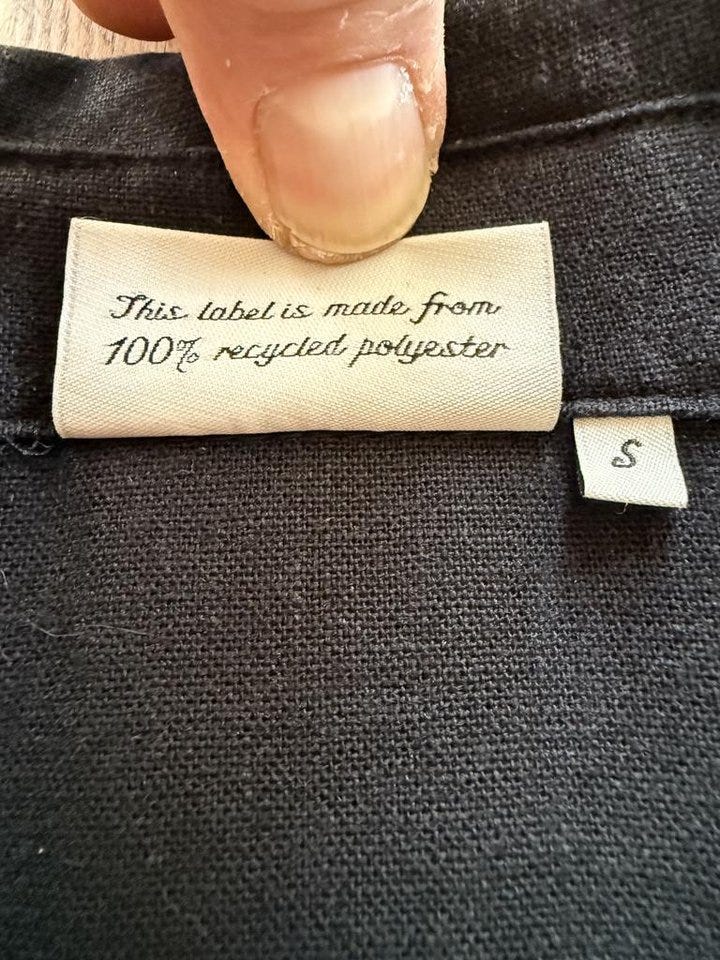 This label is made from
100% recycled polyester
S